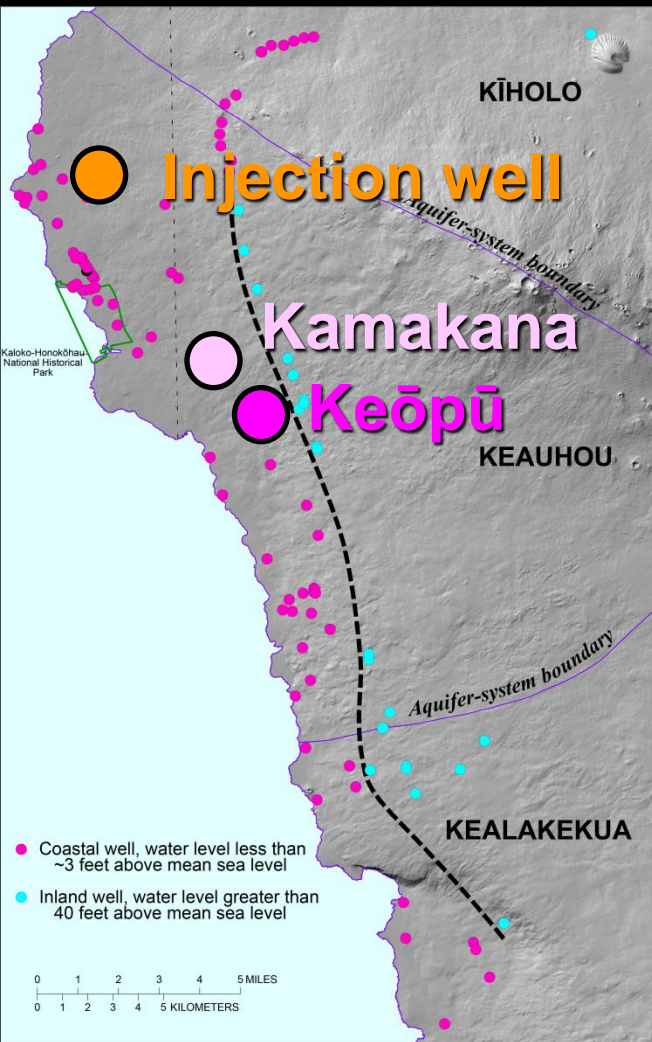 KĪHOLO
Injection well
Aquifer-system boundary
Kamakana
Kaloko-Honokōhau
National Historical
Park
Keōpū
KEAUHOU
Aquifer-system boundary
KEALAKEKUA
Coastal well, water level less than
~3 feet above mean sea level
Inland well, water level greater than
40 feet above mean sea level
0 1 2 3 4 5 MILES
0 1 2 3 4 5 KILOMETERS